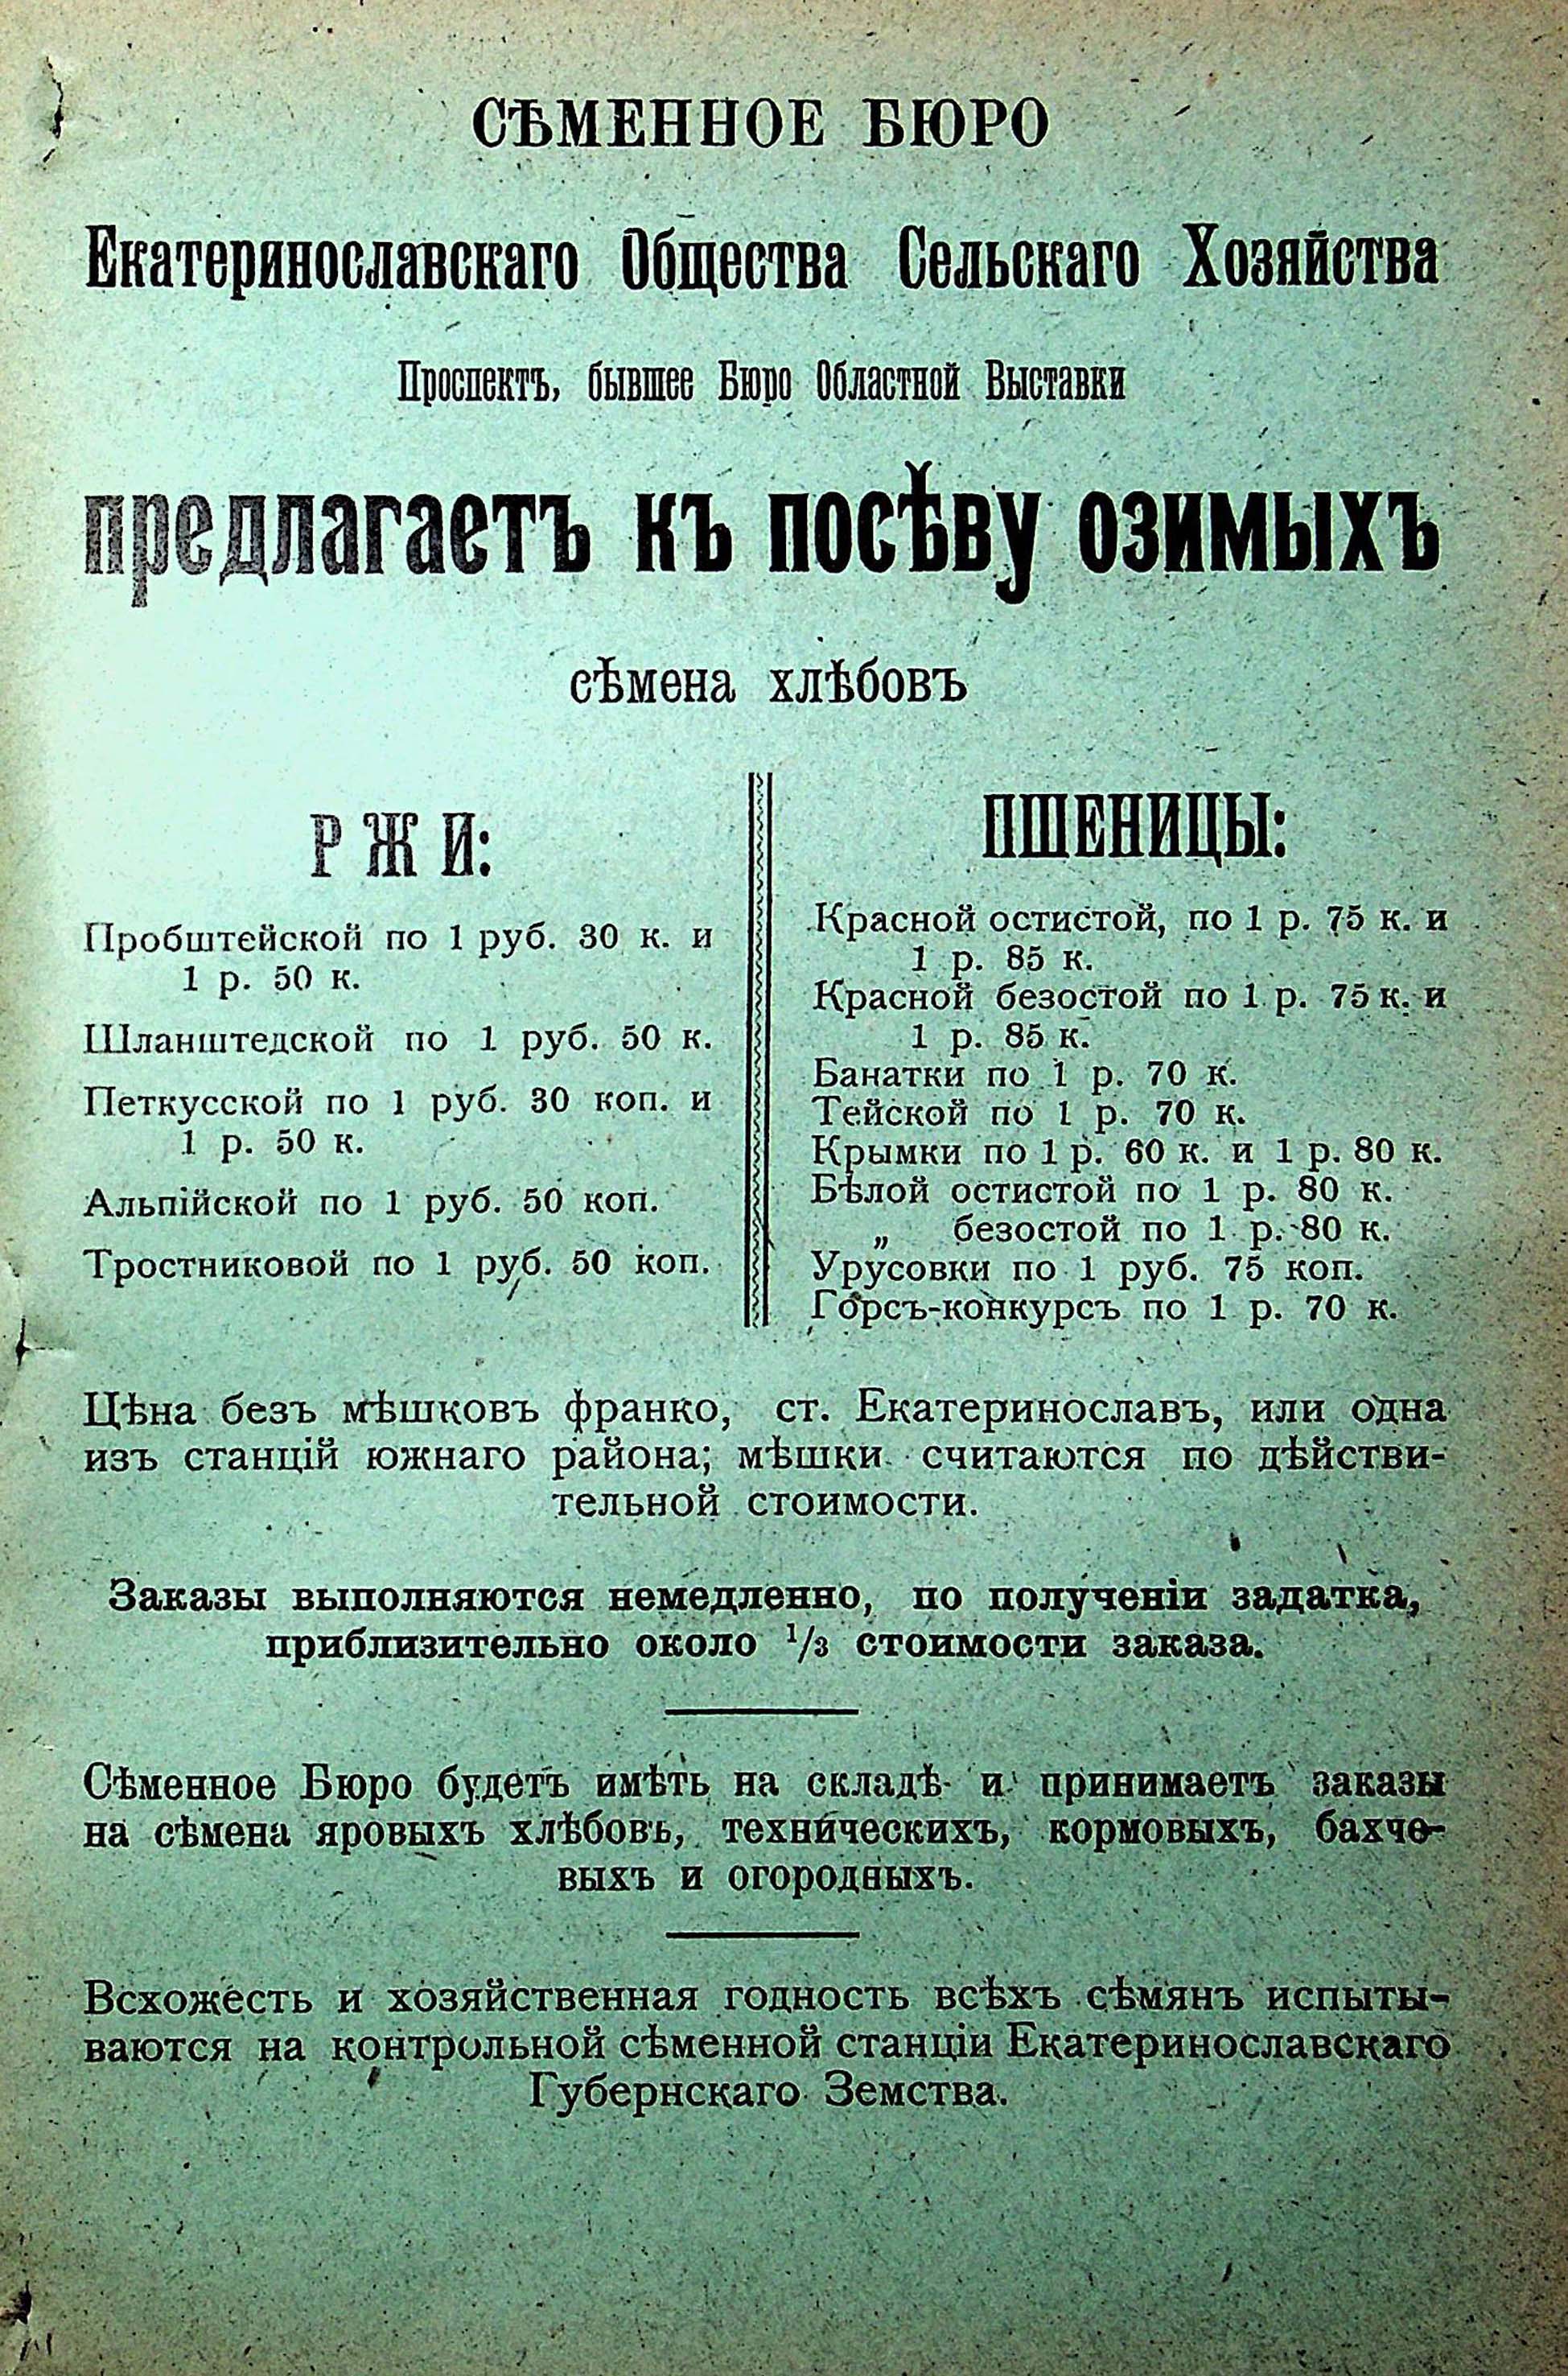 СѢМЕННОЕ БЮРО
Екатеринославскаго Общества Сельскаго Хозяйства
Проспектъ, бывшее Бюро Областной Выставки
предлагаетъ къ посѣву озимыхъ
сѣмена хлѣбовъ
РЖИ:
Пробштейской по 1 руб. 30 к. и
1 р. 50 к.
Шланштедской по 1 руб. 50 к.
Петкусской по 1 руб. 30 коп. и
1 р. 50 к.
Альпійской по 1 руб. 50 коп.
Тростниковой по 1 руб. 50 коп.
ПШЕНИЦЫ:
Красной остистой, по 1 р. 75 к. и
1 р. 85 к.
Красной безостой по 1 р. 75 к. и
1 р. 85 к.
Банатки по 1 р. 70 к.
Тейской по 1 р. 70 к.
Крымки по 1 р. 60 к. и 1 р. 80 к.
Бѣлой остистой по 1 р. 80 к.
„ безостой по 1 р. 80 к.
Урусовки по 1 руб. 75 коп.
Горсъ-конкурсъ по 1 р. 70 к.
Цѣна безъ мѣшковъ франко, ст. Екатеринославъ, или одна
изъ станцій южнаго района; мѣшки считаются по дѣйстви-
тельной стоимости.
Заказы выполняются немедленно, по полученіи задатка,
приблизительно около 1/3 стоимости заказа.
Сѣменное Бюро будетъ имѣть на складѣ и принимаетъ заказы
на сѣмена яровыхъ хлѣбовъ, техническихъ, кормовыхъ, бахче-
выхъ и огородныхъ.
Всхожесть и хозяйственная годность всѣхъ сѣмянъ испыты-
ваются на контрольной сѣменной станціи Екатеринославскаго
Губернскаго Земства.